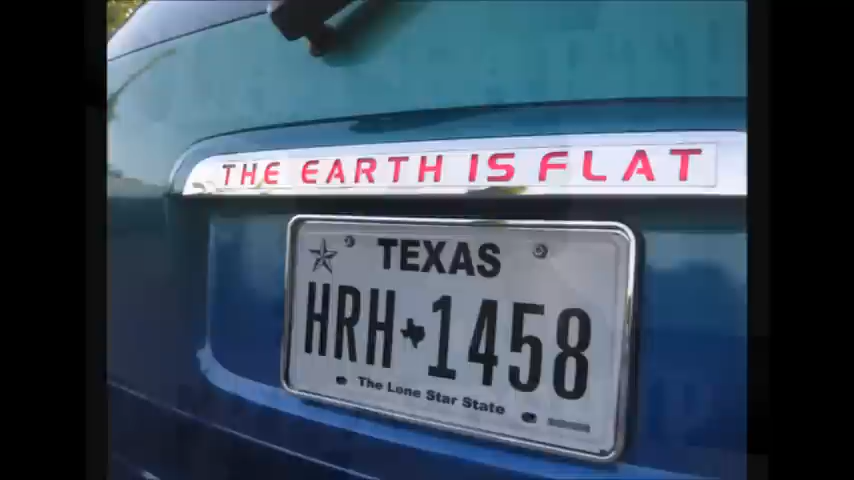 THE EARTH IS FLAT
TEXAS
HRH 1458
The Lone Star State